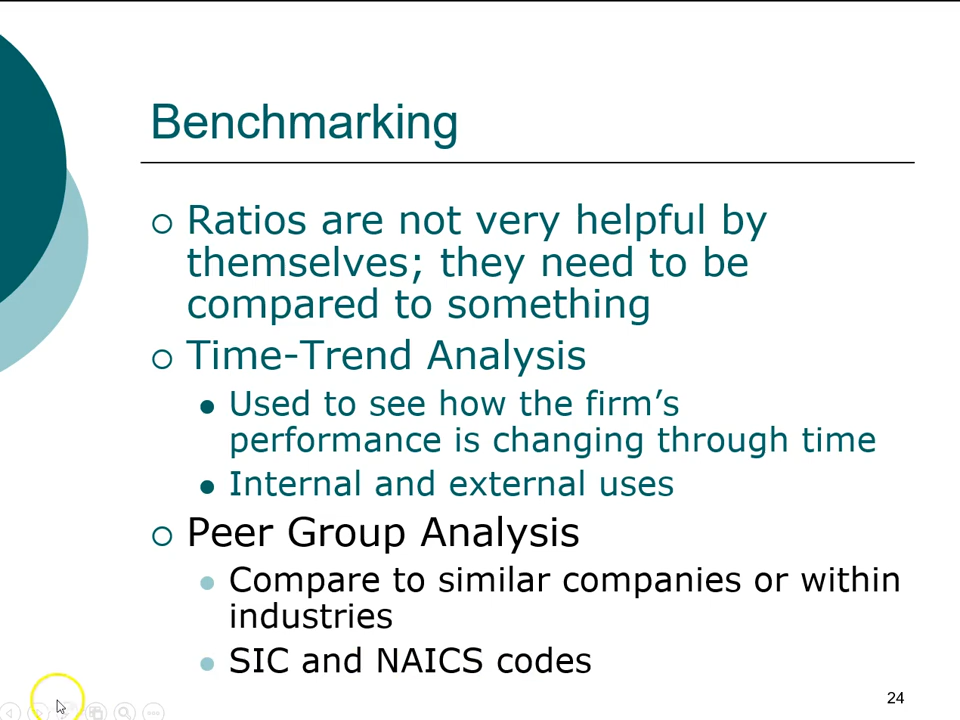 Benchmarking
Ratios are not very helpful by
themselves; they need to be
compared to something
Time-Trend Analysis
Used to see how the firm’s
performance is changing through time
Internal and external uses
Peer Group Analysis
Compare to similar companies or within
industries
SIC and NAICS codes
24